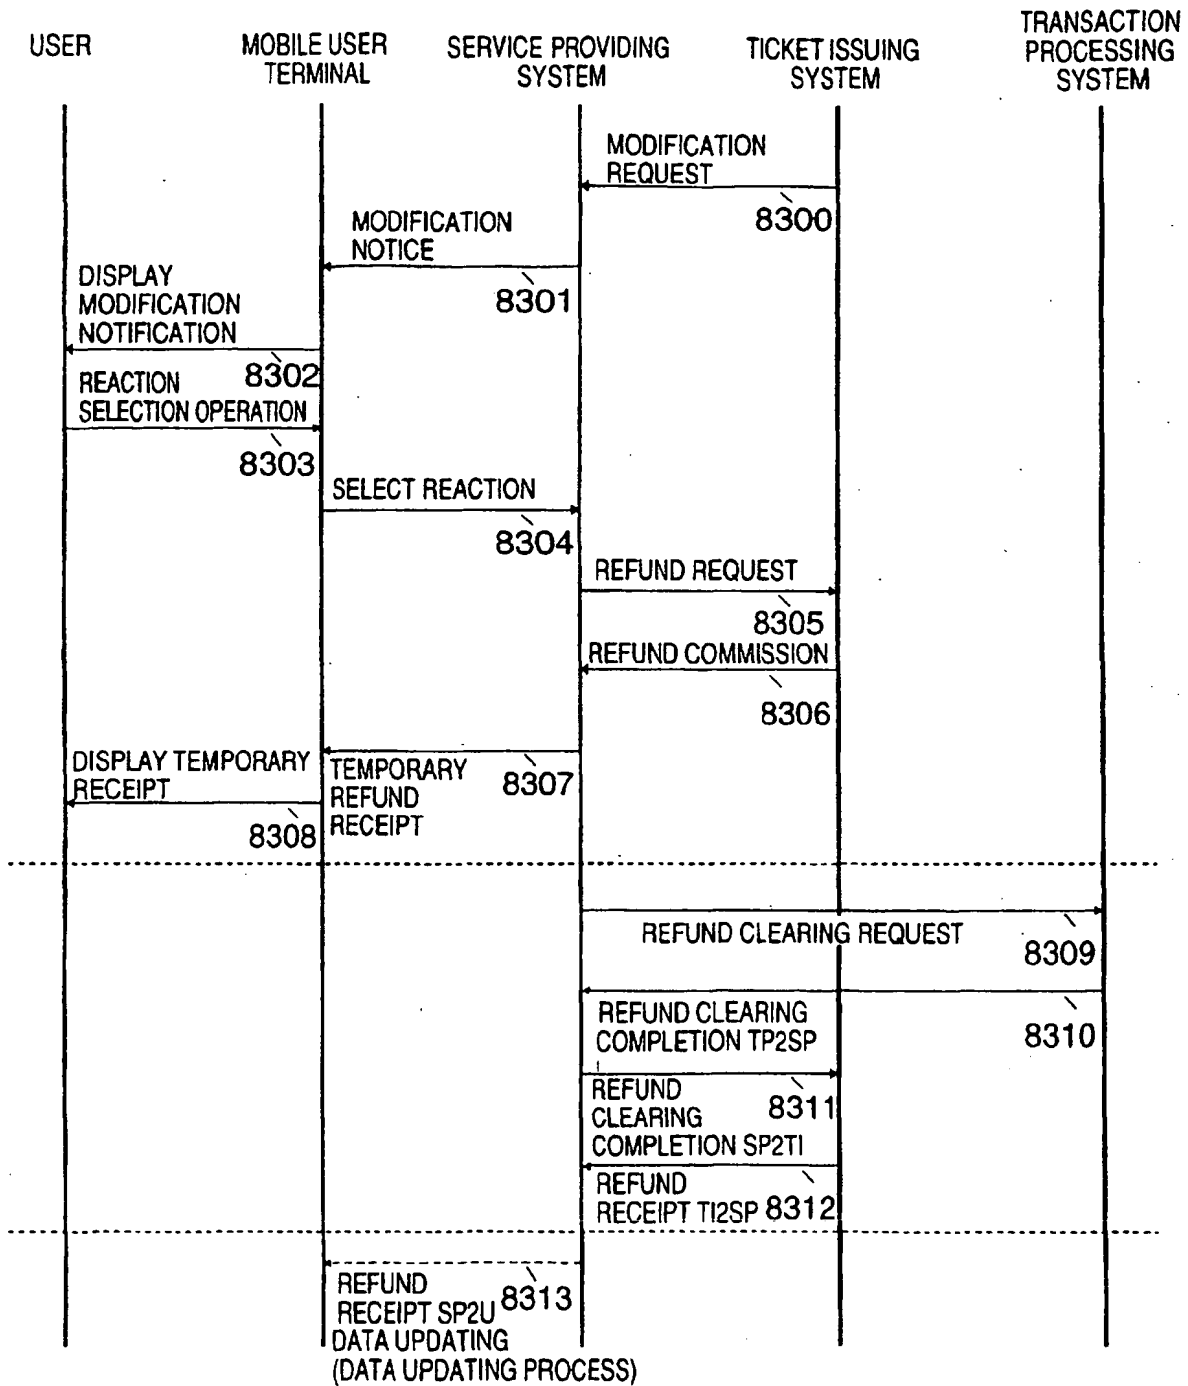 USER
MOBILE USER
TERMINAL
SERVICE PROVIDING
SYSTEM
TICKET ISSUING
SYSTEM
TRANSACTION
PROCESSING
SYSTEM
MODIFICATION
REQUEST
8300
MODIFICATION
NOTICE
8301
DISPLAY
MODIFICATION
NOTIFICATION
8302
REACTION
SELECTION OPERATION
8303
SELECT REACTION
8304
REFUND REQUEST
8305
REFUND COMMISSION
8306
TEMPORARY
REFUND
RECEIPT
8307
DISPLAY TEMPORARY
RECEIPT
8308
REFUND CLEARING REQUEST
8309
REFUND CLEARING
COMPLETION TP2SP
8310
REFUND
CLEARING
COMPLETION SP2TI
8311
REFUND
RECEIPT TI2SP
8312
REFUND
RECEIPT SP2U
8313
DATA UPDATING
(DATA UPDATING PROCESS)